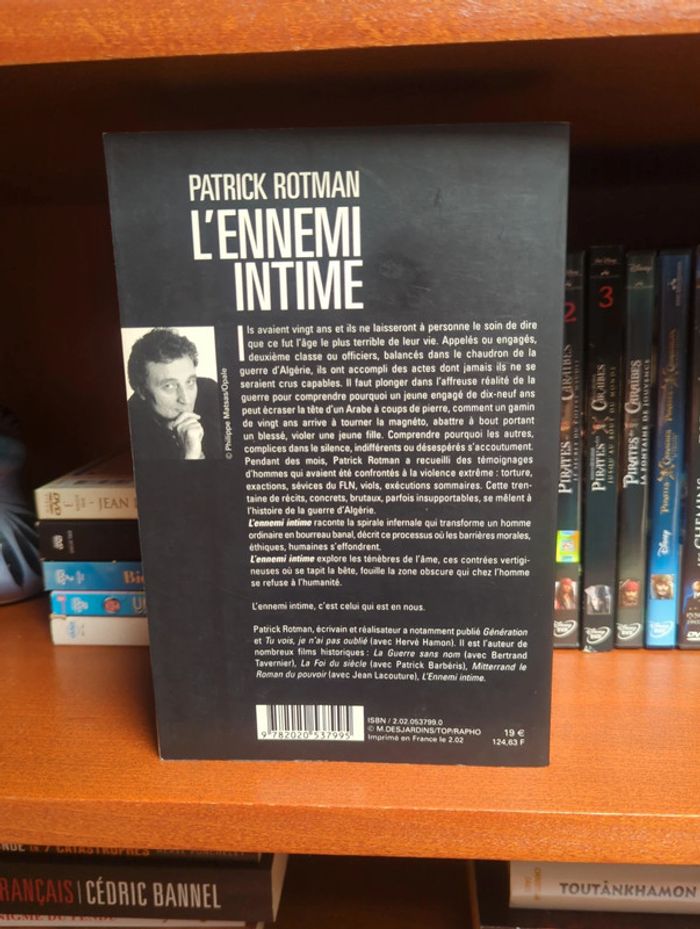 PATRICK ROTMAN
L'ENNEMI
INTIME
Ils avaient vingt ans et ils ne laisseront à personne le soin de dire
que ce fut l'âge le plus terrible de leur vie. Appelés ou engagés,
deuxième classe ou officiers, balancés dans le chaudron de la
guerre d'Algérie, ils ont accompli des actes dont jamais ils ne se
seraient crus capables. Il faut plonger dans l'affreuse réalité de la
guerre pour comprendre pourquoi un jeune engagé de dix-neuf ans
peut écraser la tête d'un Arabe à coups de pierre, comment un gamin
de vingt ans arrive à tourner la magnéto, abattre à bout portant
un blessé, violer une jeune fille. Comprendre pourquoi les autres,
complices dans le silence, indifférents ou désespérés s'accoutument.
Pendant des mois, Patrick Rotman a recueilli des témoignages
d'hommes qui avaient été confrontés à la violence extrême : torture,
exactions, sévices du FLN, viols, exécutions sommaires. Cette tren-
taine de récits, concrets, brutaux, parfois insupportables, se mêlent à
l'histoire de la guerre d'Algérie.
L'ennemi intime raconte la spirale infernale qui transforme un homme
ordinaire en bourreau banal, décrit ce processus où les barrières morales,
éthiques, humaines s'effondrent.
L'ennemi intime explore les ténèbres de l'âme, ces contrées vertigi-
neuses où se tapit la bête, fouille la zone obscure qui chez l'homme
se refuse à l'humanité.
L'ennemi intime, c'est celui qui est en nous.
Patrick Rotman, écrivain et réalisateur a notamment publié Génération
et Tu vois, je n'ai pas oublié (avec Hervé Hamon). Il est l'auteur de
nombreux films historiques : La Guerre sans nom (avec Bertrand
Tavernier), La Foi du siècle (avec Patrick Barbéris), Mitterrand le
Roman du pouvoir (avec Jean Lacouture), L'Ennemi intime.
© Philippe Matsas/Opale
9 782020 537995
ISBN / 2.02.053799.0
© M.DESJARDINS/TOP/RAPHO
Imprimé en France le 2.02
19 €
124,63 F
2
3
Disney
PIRATES DES CARAÏBES
JUSQU'AU BOUT DU MONDE
PIRATES DES CARAÏBES
FONTAINE DE JOUVENCE
Disney
DVD
JEAN
FRANÇAIS | CÉDRIC BANNEL
TOUTÂNKHAMON